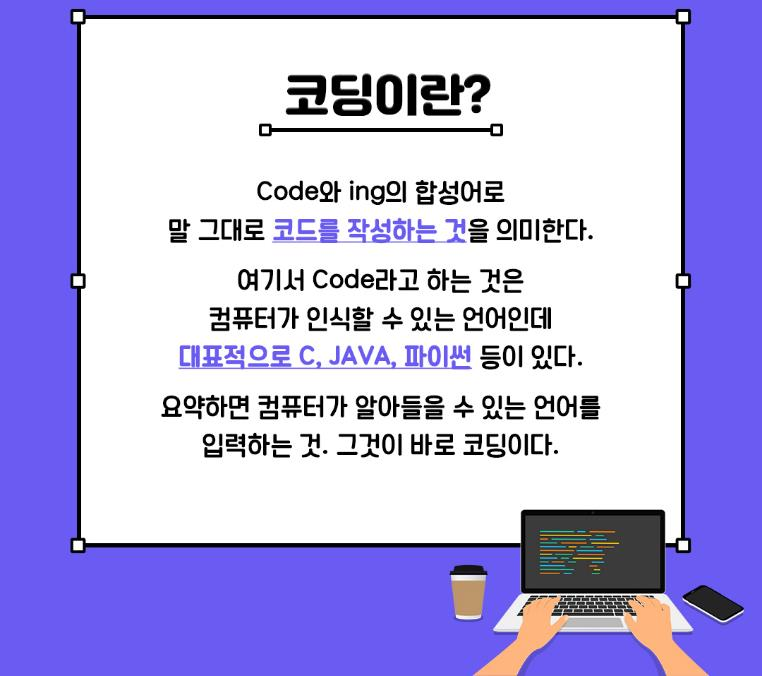 코딩이란?
Code와 ing의 합성어로
말 그대로 코드를 작성하는 것을 의미한다.
여기서 Code라고 하는 것은
컴퓨터가 인식할 수 있는 언어인데
대표적으로 C, JAVA, 파이썬 등이 있다.
요약하면 컴퓨터가 알아들을 수 있는 언어를
입력하는 것. 그것이 바로 코딩이다.